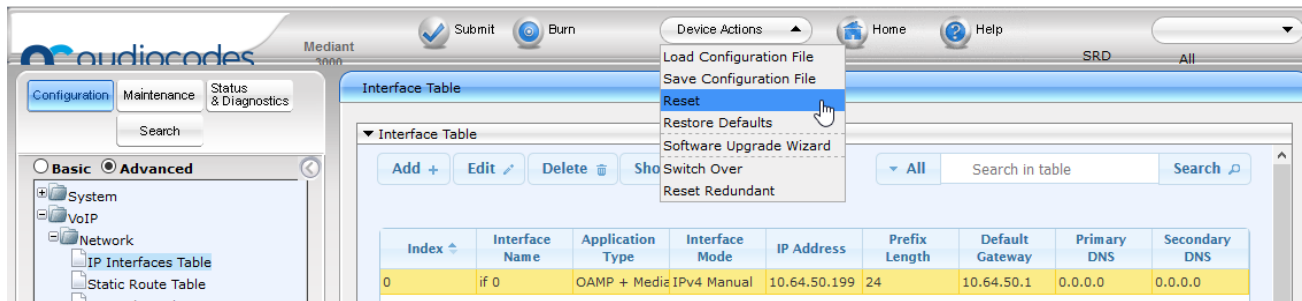 Submit
Burn
Device Actions
Home
Help
audiocodes
Mediant
3000
SRD
All
Load Configuration File
Save Configuration File
Reset
Restore Defaults
Software Upgrade Wizard
Switch Over
Reset Redundant
Configuration
Maintenance
Status
& Diagnostics
Search
Basic Advanced
System
VoIP
Network
IP Interfaces Table
Static Route Table
Interface Table
Interface Table
Add +
Edit
Delete
Sho
All
Search in table
Search
Index Interface Name Application Type Interface Mode IP Address Prefix Length Default Gateway Primary DNS Secondary DNS
0 if 0 OAMP + Media IPv4 Manual 10.64.50.199 24 10.64.50.1 0.0.0.0 0.0.0.0